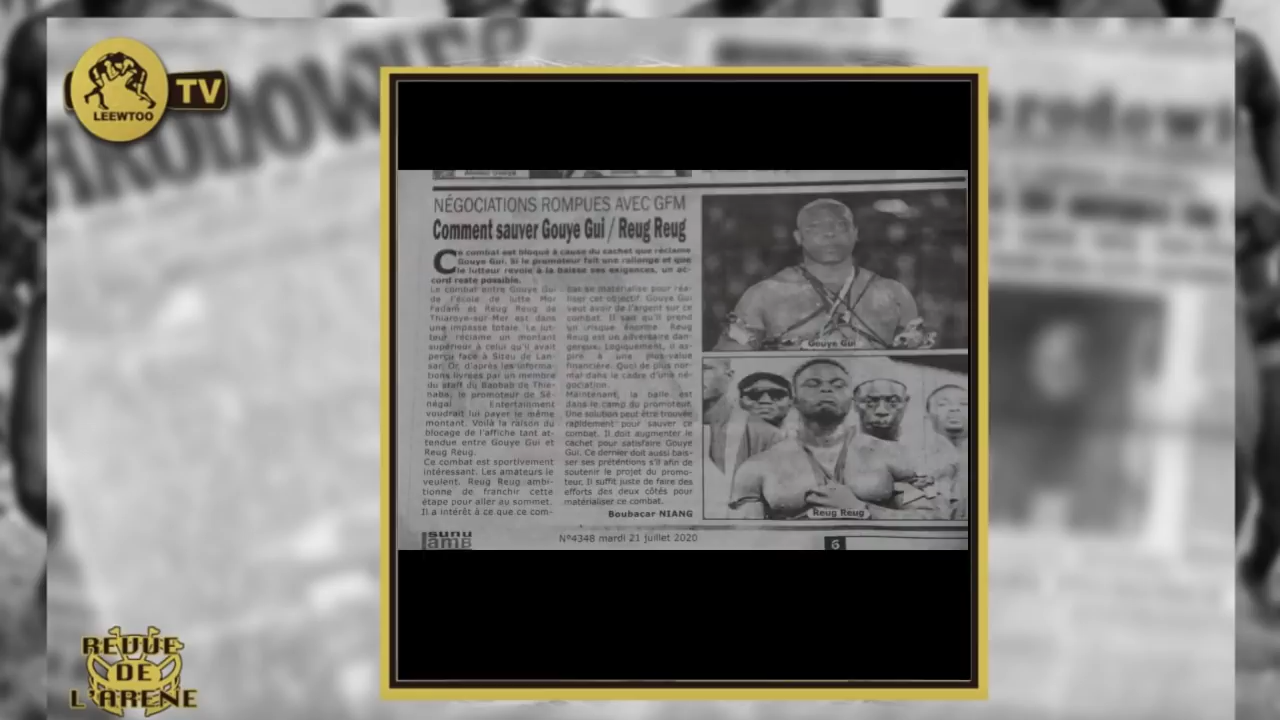 LEEWTOO
TV
NÉGOCIATIONS ROMPUES AVEC GFM
Comment sauver Gouye Gui / Reug Reug
Ce combat est bloqué à cause du cachet que réclame
Gouye Gui. Si le promoteur fait une rallonge et que
le lutteur revoie à la baisse ses exigences, un ac-
cord reste possible.
Le combat entre Gouye Gui
de l'école de lutte Mor
Fadam et Reug Reug de
Thiaroye-sur-Mer est dans
une impasse totale. Le lut-
teur réclame un montant
supérieur à celui qu'il avait
perçu face à Siteu de Lan-
sar. Or, d'après les informa-
tions livrées par un membre
du staff du Baobab de Thie-
naba, le promoteur de Sé-
négal Entertainment
voudrait lui payer le même
montant. Voilà la raison du
blocage de l'affiche tant at-
tendue entre Gouye Gui et
Reug Reug.
Ce combat est sportivement
intéressant. Les amateurs le
veulent. Reug Reug ambi-
tionne de franchir cette
étape pour aller au sommet.
Il a intérêt à ce que ce com-
bat se matérialise pour réa-
liser cet objectif. Gouye Gui
veut avoir de l'argent sur ce
combat. Il sait qu'il prend
un risque énorme. Reug
Reug est un adversaire dan-
gereux. Logiquement, il as-
pire à une plus-value
financière. Quoi de plus nor-
mal dans le cadre d'une né-
gociation.
Maintenant, la balle est
dans le camp du promoteur.
Une solution peut être trouvée
rapidement pour sauver ce
combat. Il doit augmenter le
cachet pour satisfaire Gouye
Gui. Ce dernier doit aussi bais-
ser ses prétentions s'il afin de
soutenir le projet du promo-
teur. Il suffit juste de faire des
efforts des deux côtés pour
matérialiser ce combat.
Boubacar NIANG
Gouye Gui
Reug Reug
sunu
lamb
N°4348 mardi 21 juillet 2020
6
REVUE
DE
L'ARENE